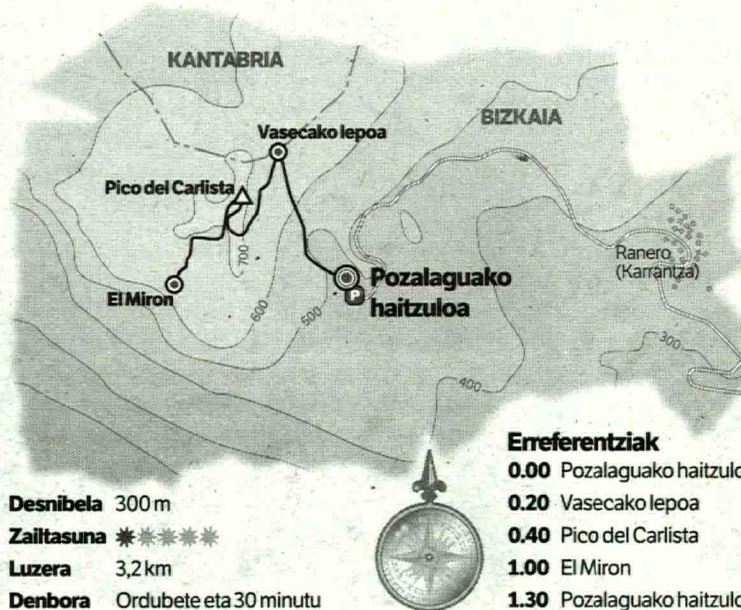 KANTABRIA
Vasecako lepoa
BIZKAIA
Pico del Carlista
700
Ranero
(Karrantza)
El Miron
Pozalaguako
haitzuloa
P
600
500
300
400
Desnibela 300 m
Zailtasuna
Luzera 3,2 km
Denbora Ordubete eta 30 minutu
Erreferentziak
0.00 Pozalaguako haitzulo
0.20 Vasecako lepoa
0.40 Pico del Carlista
1.00 El Miron
1.30 Pozalaguako haitzulo